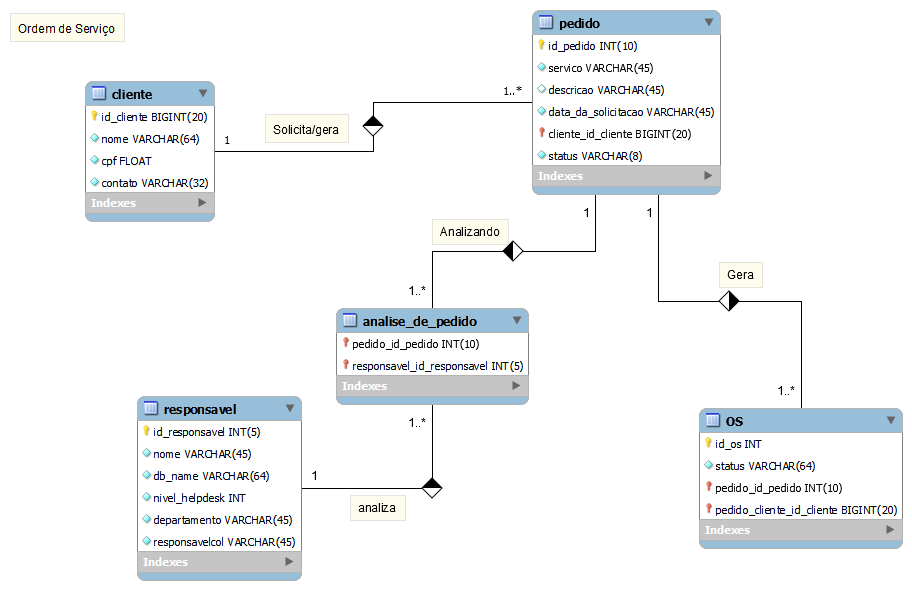 Ordem de Serviço
pedido
id_pedido INT(10)
servico VARCHAR(45)
descricao VARCHAR(45)
data_da_solicitacao VARCHAR(45)
cliente_id_cliente BIGINT(20)
status VARCHAR(8)
Indexes
cliente
id_cliente BIGINT(20)
nome VARCHAR(64)
cpf FLOAT
contato VARCHAR(32)
Indexes
1
Solicita/gera
1..*
1
1
Analizando
1..*
Gera
1..*
analise_de_pedido
pedido_id_pedido INT(10)
responsavel_id_responsavel INT(5)
Indexes
1..*
responsavel
id_responsavel INT(5)
nome VARCHAR(45)
db_name VARCHAR(64)
nivel_helpdesk INT
departamento VARCHAR(45)
responsavelcol VARCHAR(45)
Indexes
1
analiza
OS
id_os INT
status VARCHAR(64)
pedido_id_pedido INT(10)
pedido_cliente_id_cliente BIGINT(20)
Indexes